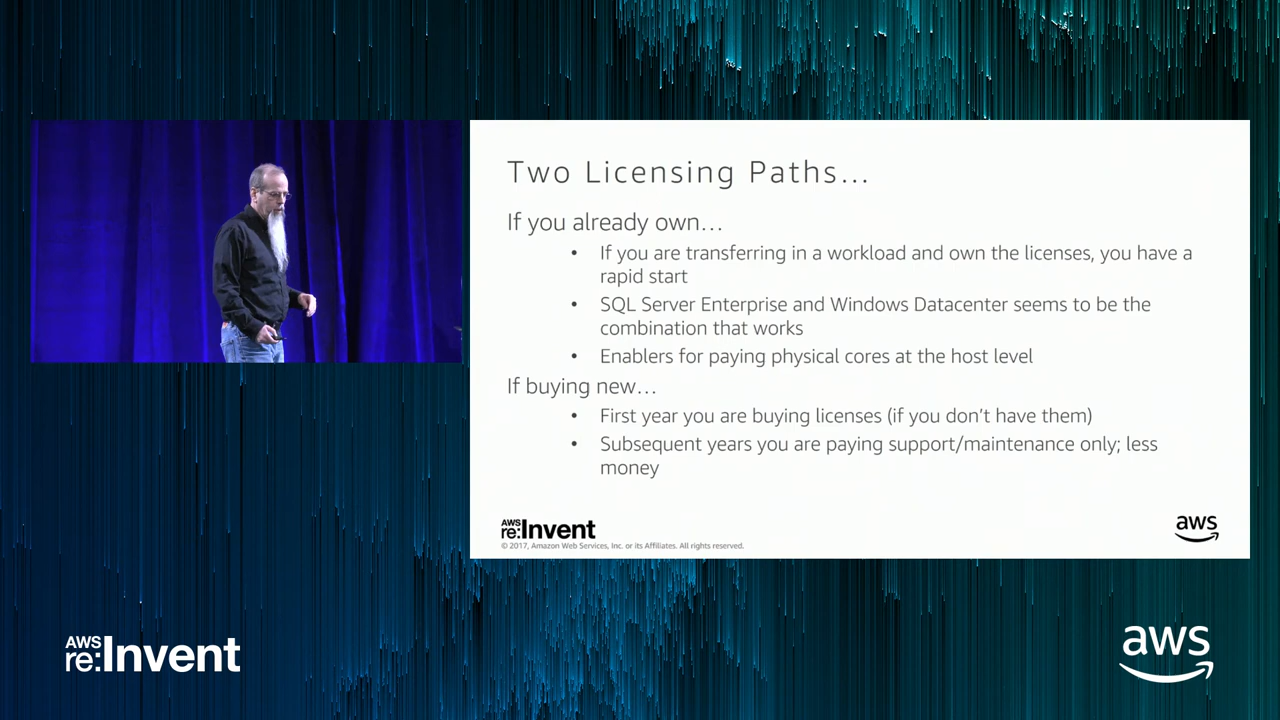 Two Licensing Paths…
If you already own…
• If you are transferring in a workload and own the licenses, you have a
rapid start
• SQL Server Enterprise and Windows Datacenter seems to be the
combination that works
• Enablers for paying physical cores at the host level
If buying new…
• First year you are buying licenses (if you don’t have them)
• Subsequent years you are paying support/maintenance only; less
money
AWS
re:Invent
© 2017, Amazon Web Services, Inc. or its Affiliates. All rights reserved.
aws
AWS
re:Invent
aws